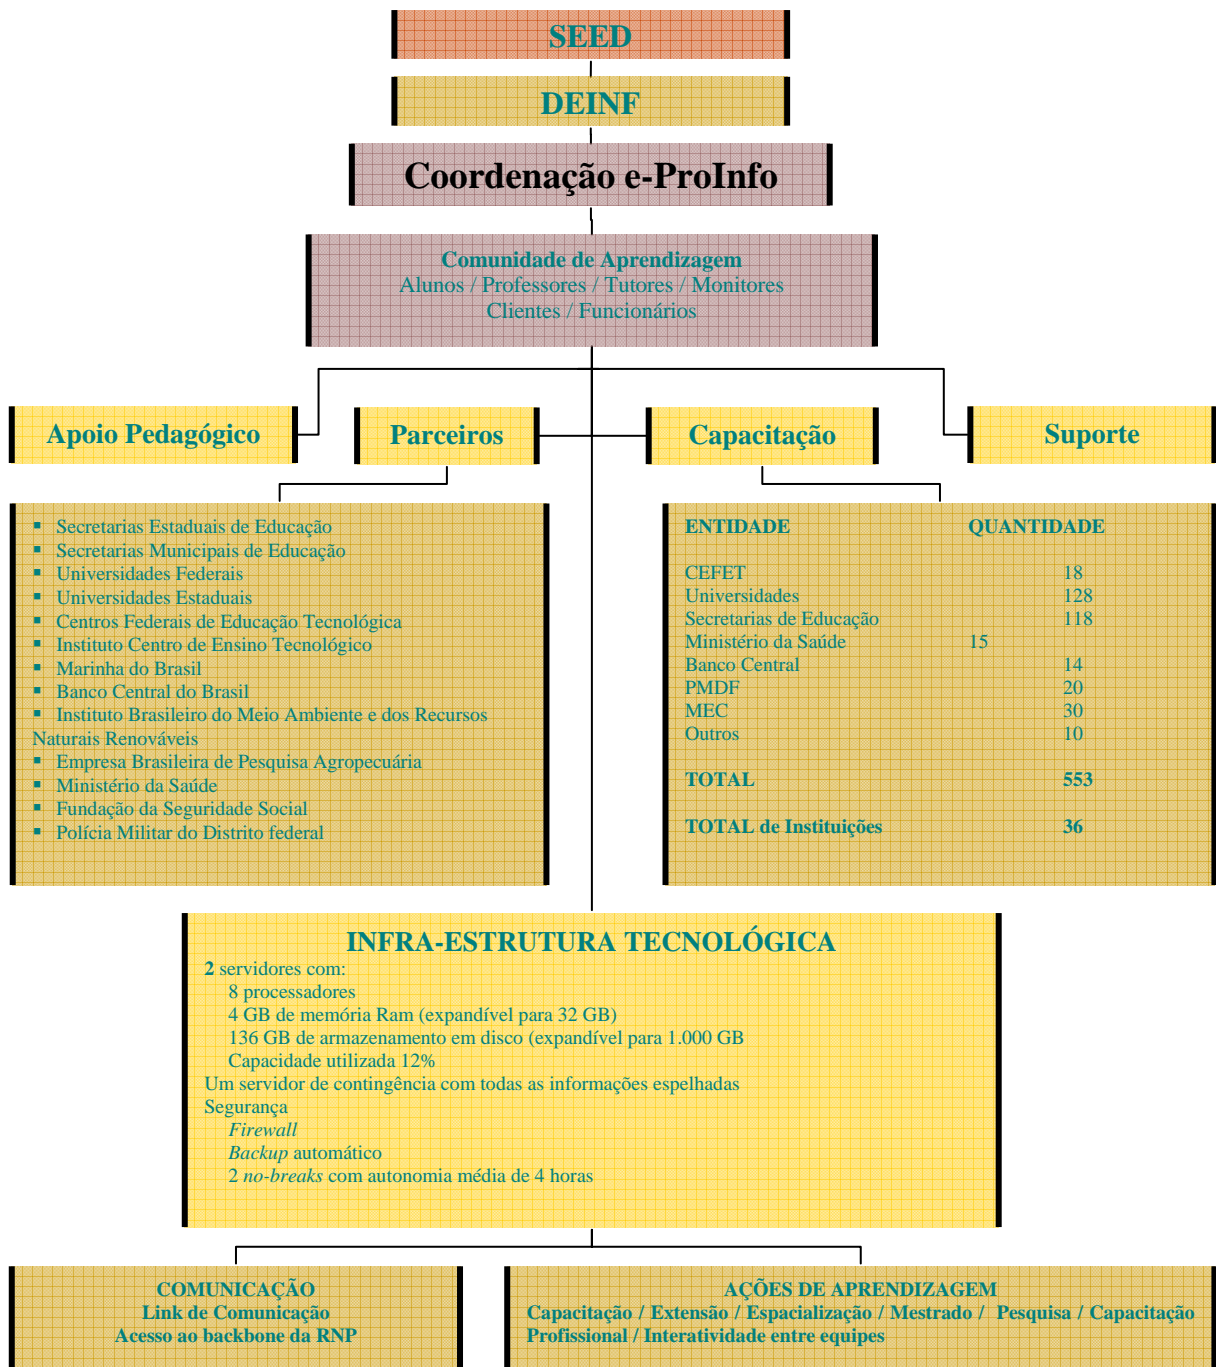 SEED
DEINF
Coordenação e-ProInfo
Comunidade de Aprendizagem
Alunos / Professores / Tutores / Monitores
Clientes / Funcionários
Apoio Pedagógico
Parceiros
Capacitação
Suporte
▪ Secretarias Estaduais de Educação
▪ Secretarias Municipais de Educação
▪ Universidades Federais
▪ Universidades Estaduais
▪ Centros Federais de Educação Tecnológica
▪ Instituto Centro de Ensino Tecnológico
▪ Marinha do Brasil
▪ Banco Central do Brasil
▪ Instituto Brasileiro do Meio Ambiente e dos Recursos
Naturais Renováveis
▪ Empresa Brasileira de Pesquisa Agropecuária
▪ Ministério da Saúde
▪ Fundação da Seguridade Social
▪ Polícia Militar do Distrito federal
ENTIDADE QUANTIDADE
CEFET 18
Universidades 128
Secretarias de Educação 118
Ministério da Saúde 15
Banco Central 14
PMDF 20
MEC 30
Outros 10
TOTAL 553
TOTAL de Instituições 36
INFRA-ESTRUTURA TECNOLÓGICA
2 servidores com:
8 processadores
4 GB de memória Ram (expandível para 32 GB)
136 GB de armazenamento em disco (expandível para 1.000 GB
Capacidade utilizada 12%
Um servidor de contingência com todas as informações espelhadas
Segurança
Firewall
Backup automático
2 no-breaks com autonomia média de 4 horas
COMUNICAÇÃO
Link de Comunicação
Acesso ao backbone da RNP
AÇÕES DE APRENDIZAGEM
Capacitação / Extensão / Espacialização / Mestrado / Pesquisa / Capacitação
Profissional / Interatividade entre equipes